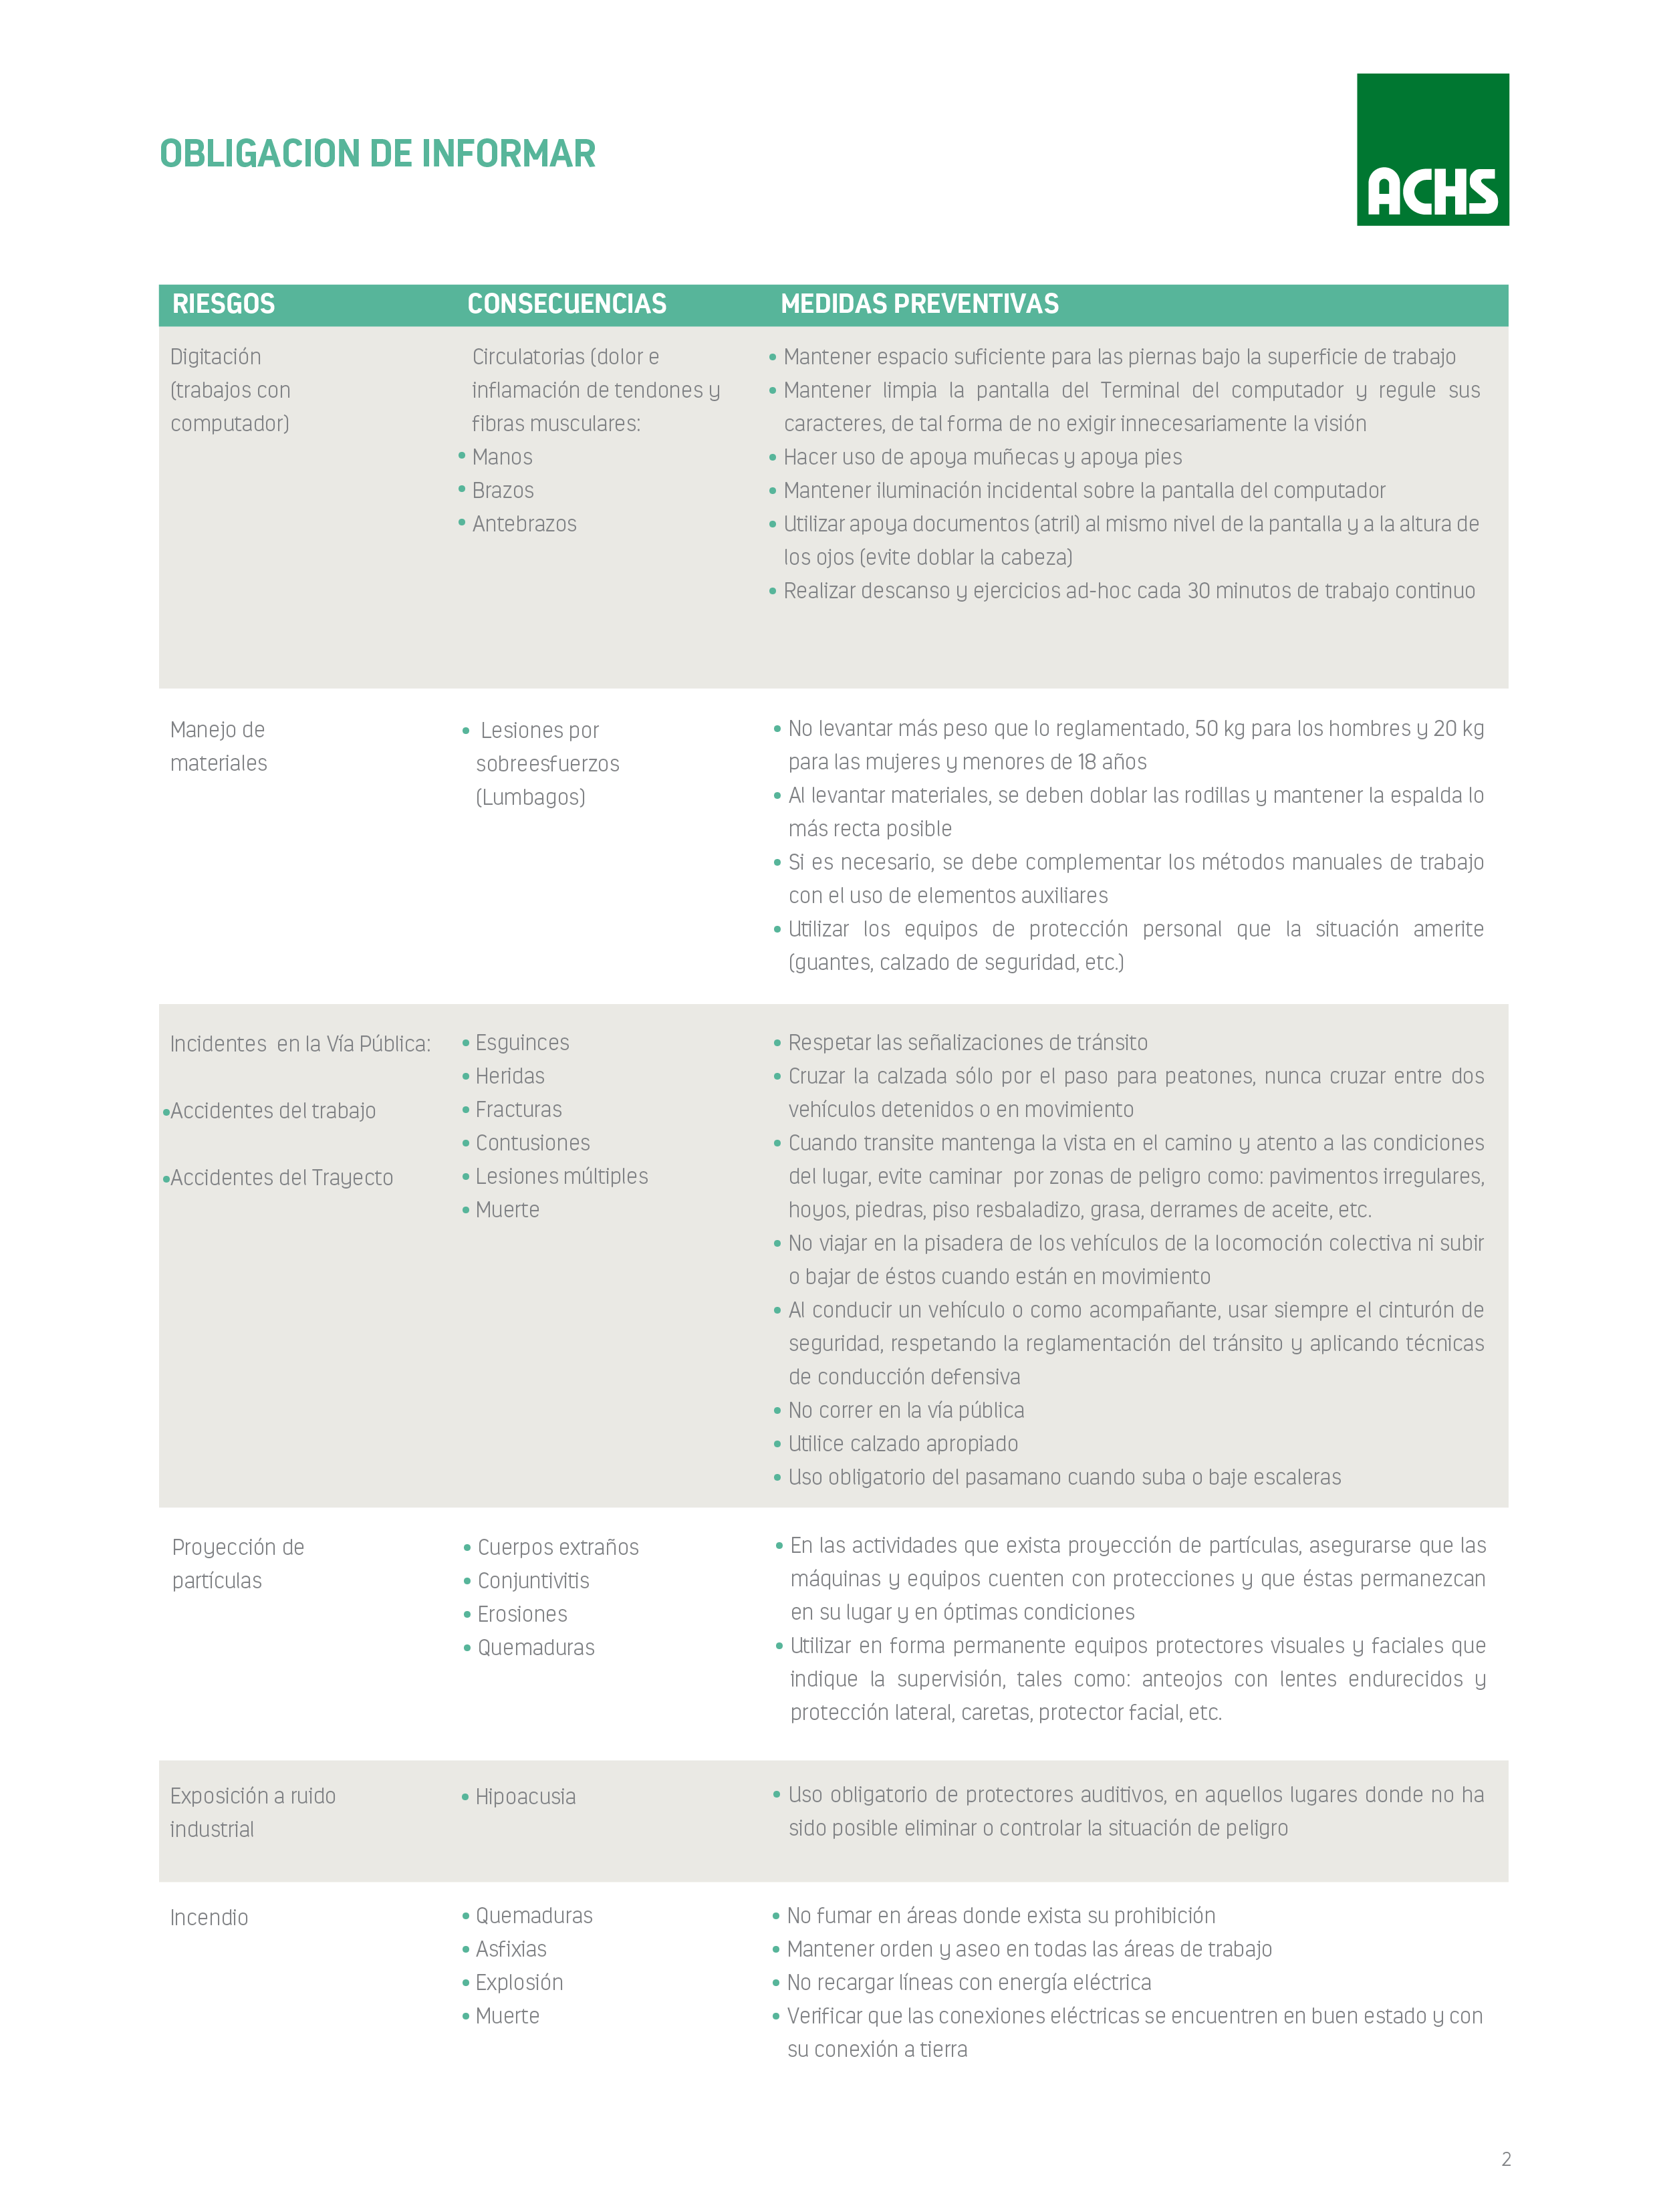 OBLIGACION DE INFORMAR
ACHS
RIESGOS
CONSECUENCIAS
MEDIDAS PREVENTIVAS
Digitación
(trabajos con
computador)
Circulatorias (dolor e
inflamación de tendones y
fibras musculares:
• Manos
• Brazos
• Antebrazos
• Mantener espacio suficiente para las piernas bajo la superficie de trabajo
• Mantener limpia la pantalla del Terminal del computador y regule sus
caracteres, de tal forma de no exigir innecesariamente la visión
• Hacer uso de apoya muñecas y apoya pies
• Mantener iluminación incidental sobre la pantalla del computador
• Utilizar apoya documentos (atril) al mismo nivel de la pantalla y a la altura de
los ojos (evite doblar la cabeza)
• Realizar descanso y ejercicios ad-hoc cada 30 minutos de trabajo continuo
Manejo de
materiales
• Lesiones por
sobreesfuerzos
(Lumbagos)
• No levantar más peso que lo reglamentado, 50 kg para los hombres y 20 kg
para las mujeres y menores de 18 años
• Al levantar materiales, se deben doblar las rodillas y mantener la espalda lo
más recta posible
• Si es necesario, se debe complementar los métodos manuales de trabajo
con el uso de elementos auxiliares
• Utilizar los equipos de protección personal que la situación amerite
(guantes, calzado de seguridad, etc.)
Incidentes en la Vía Pública:
•Accidentes del trabajo
•Accidentes del Trayecto
• Esguinces
• Heridas
• Fracturas
• Contusiones
• Lesiones múltiples
• Muerte
• Respetar las señalizaciones de tránsito
• Cruzar la calzada sólo por el paso para peatones, nunca cruzar entre dos
vehículos detenidos o en movimiento
• Cuando transite mantenga la vista en el camino y atento a las condiciones
del lugar, evite caminar por zonas de peligro como: pavimentos irregulares,
hoyos, piedras, piso resbaladizo, grasa, derrames de aceite, etc.
• No viajar en la pisadera de los vehículos de la locomoción colectiva ni subir
o bajar de éstos cuando están en movimiento
• Al conducir un vehículo o como acompañante, usar siempre el cinturón de
seguridad, respetando la reglamentación del tránsito y aplicando técnicas
de conducción defensiva
• No correr en la vía pública
• Utilice calzado apropiado
• Uso obligatorio del pasamano cuando suba o baje escaleras
Proyección de
partículas
• Cuerpos extraños
• Conjuntivitis
• Erosiones
• Quemaduras
• En las actividades que exista proyección de partículas, asegurarse que las
máquinas y equipos cuenten con protecciones y que éstas permanezcan
en su lugar y en óptimas condiciones
• Utilizar en forma permanente equipos protectores visuales y faciales que
indique la supervisión, tales como: anteojos con lentes endurecidos y
protección lateral, caretas, protector facial, etc.
Exposición a ruido
industrial
• Hipoacusia
• Uso obligatorio de protectores auditivos, en aquellos lugares donde no ha
sido posible eliminar o controlar la situación de peligro
Incendio
• Quemaduras
• Asfixias
• Explosión
• Muerte
• No fumar en áreas donde exista su prohibición
• Mantener orden y aseo en todas las áreas de trabajo
• No recargar líneas con energía eléctrica
• Verificar que las conexiones eléctricas se encuentren en buen estado y con
su conexión a tierra
2